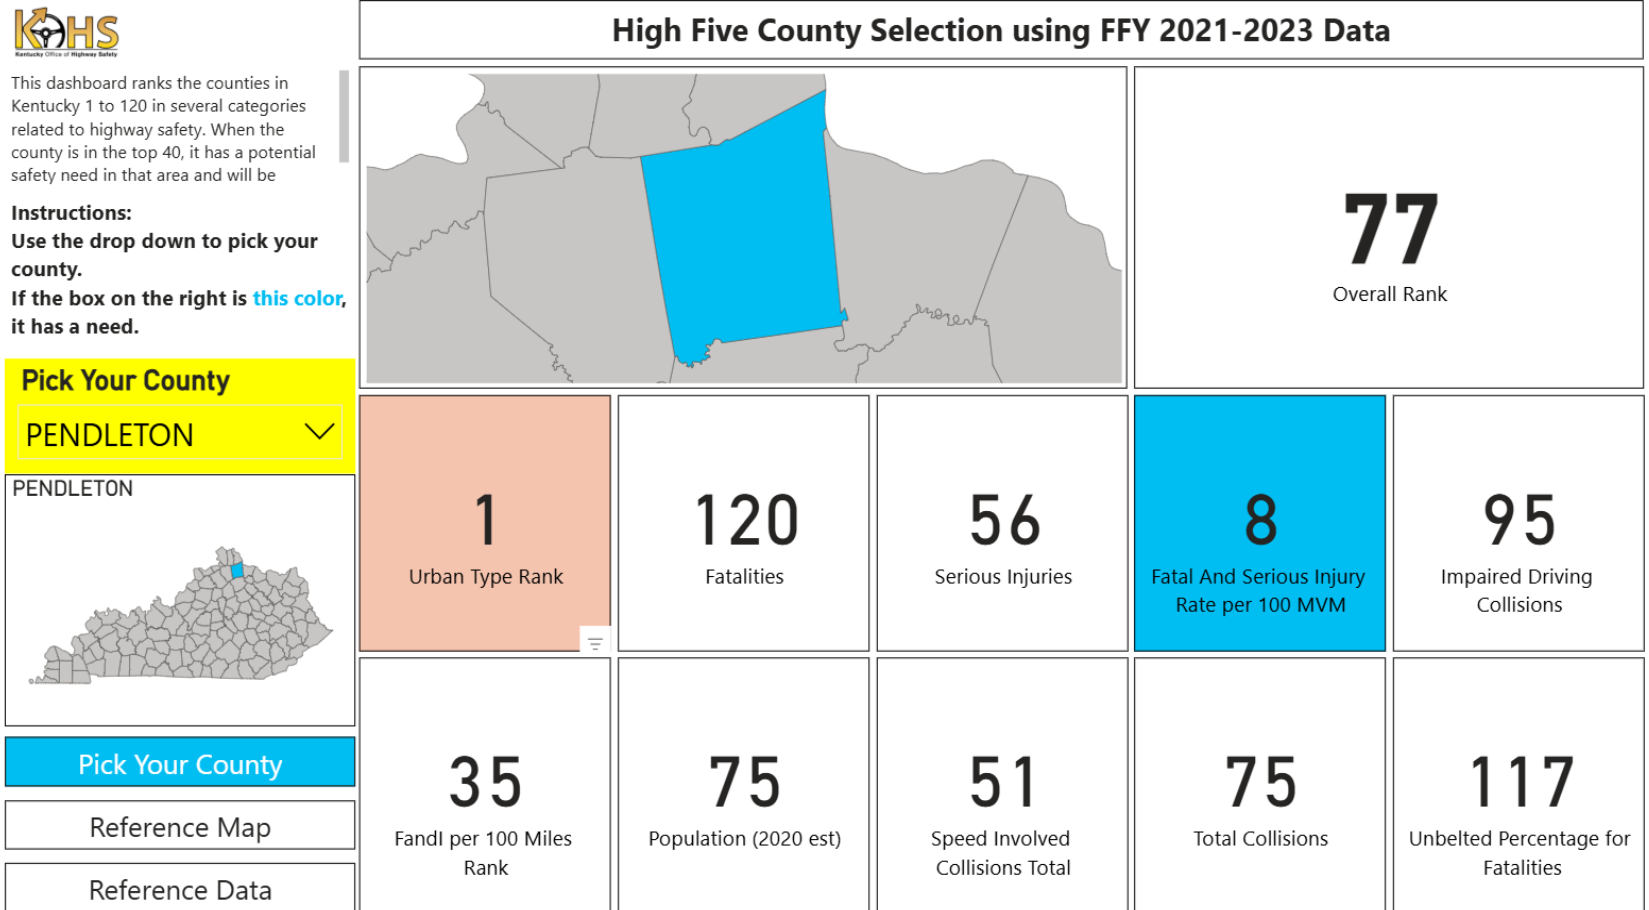 KOHS
Kentucky Office of Highway Safety
This dashboard ranks the counties in
Kentucky 1 to 120 in several categories
related to highway safety. When the
county is in the top 40, it has a potential
safety need in that area and will be
Instructions:
Use the drop down to pick your
county.
If the box on the right is this color,
it has a need.
Pick Your County
PENDLETON
PENDLETON
Pick Your County
Reference Map
Reference Data
High Five County Selection using FFY 2021-2023 Data
77
Overall Rank
1
Urban Type Rank
120
Fatalities
56
Serious Injuries
8
Fatal And Serious Injury
Rate per 100 MVM
95
Impaired Driving
Collisions
35
FandI per 100 Miles
Rank
75
Population (2020 est)
51
Speed Involved
Collisions Total
75
Total Collisions
117
Unbelted Percentage for
Fatalities